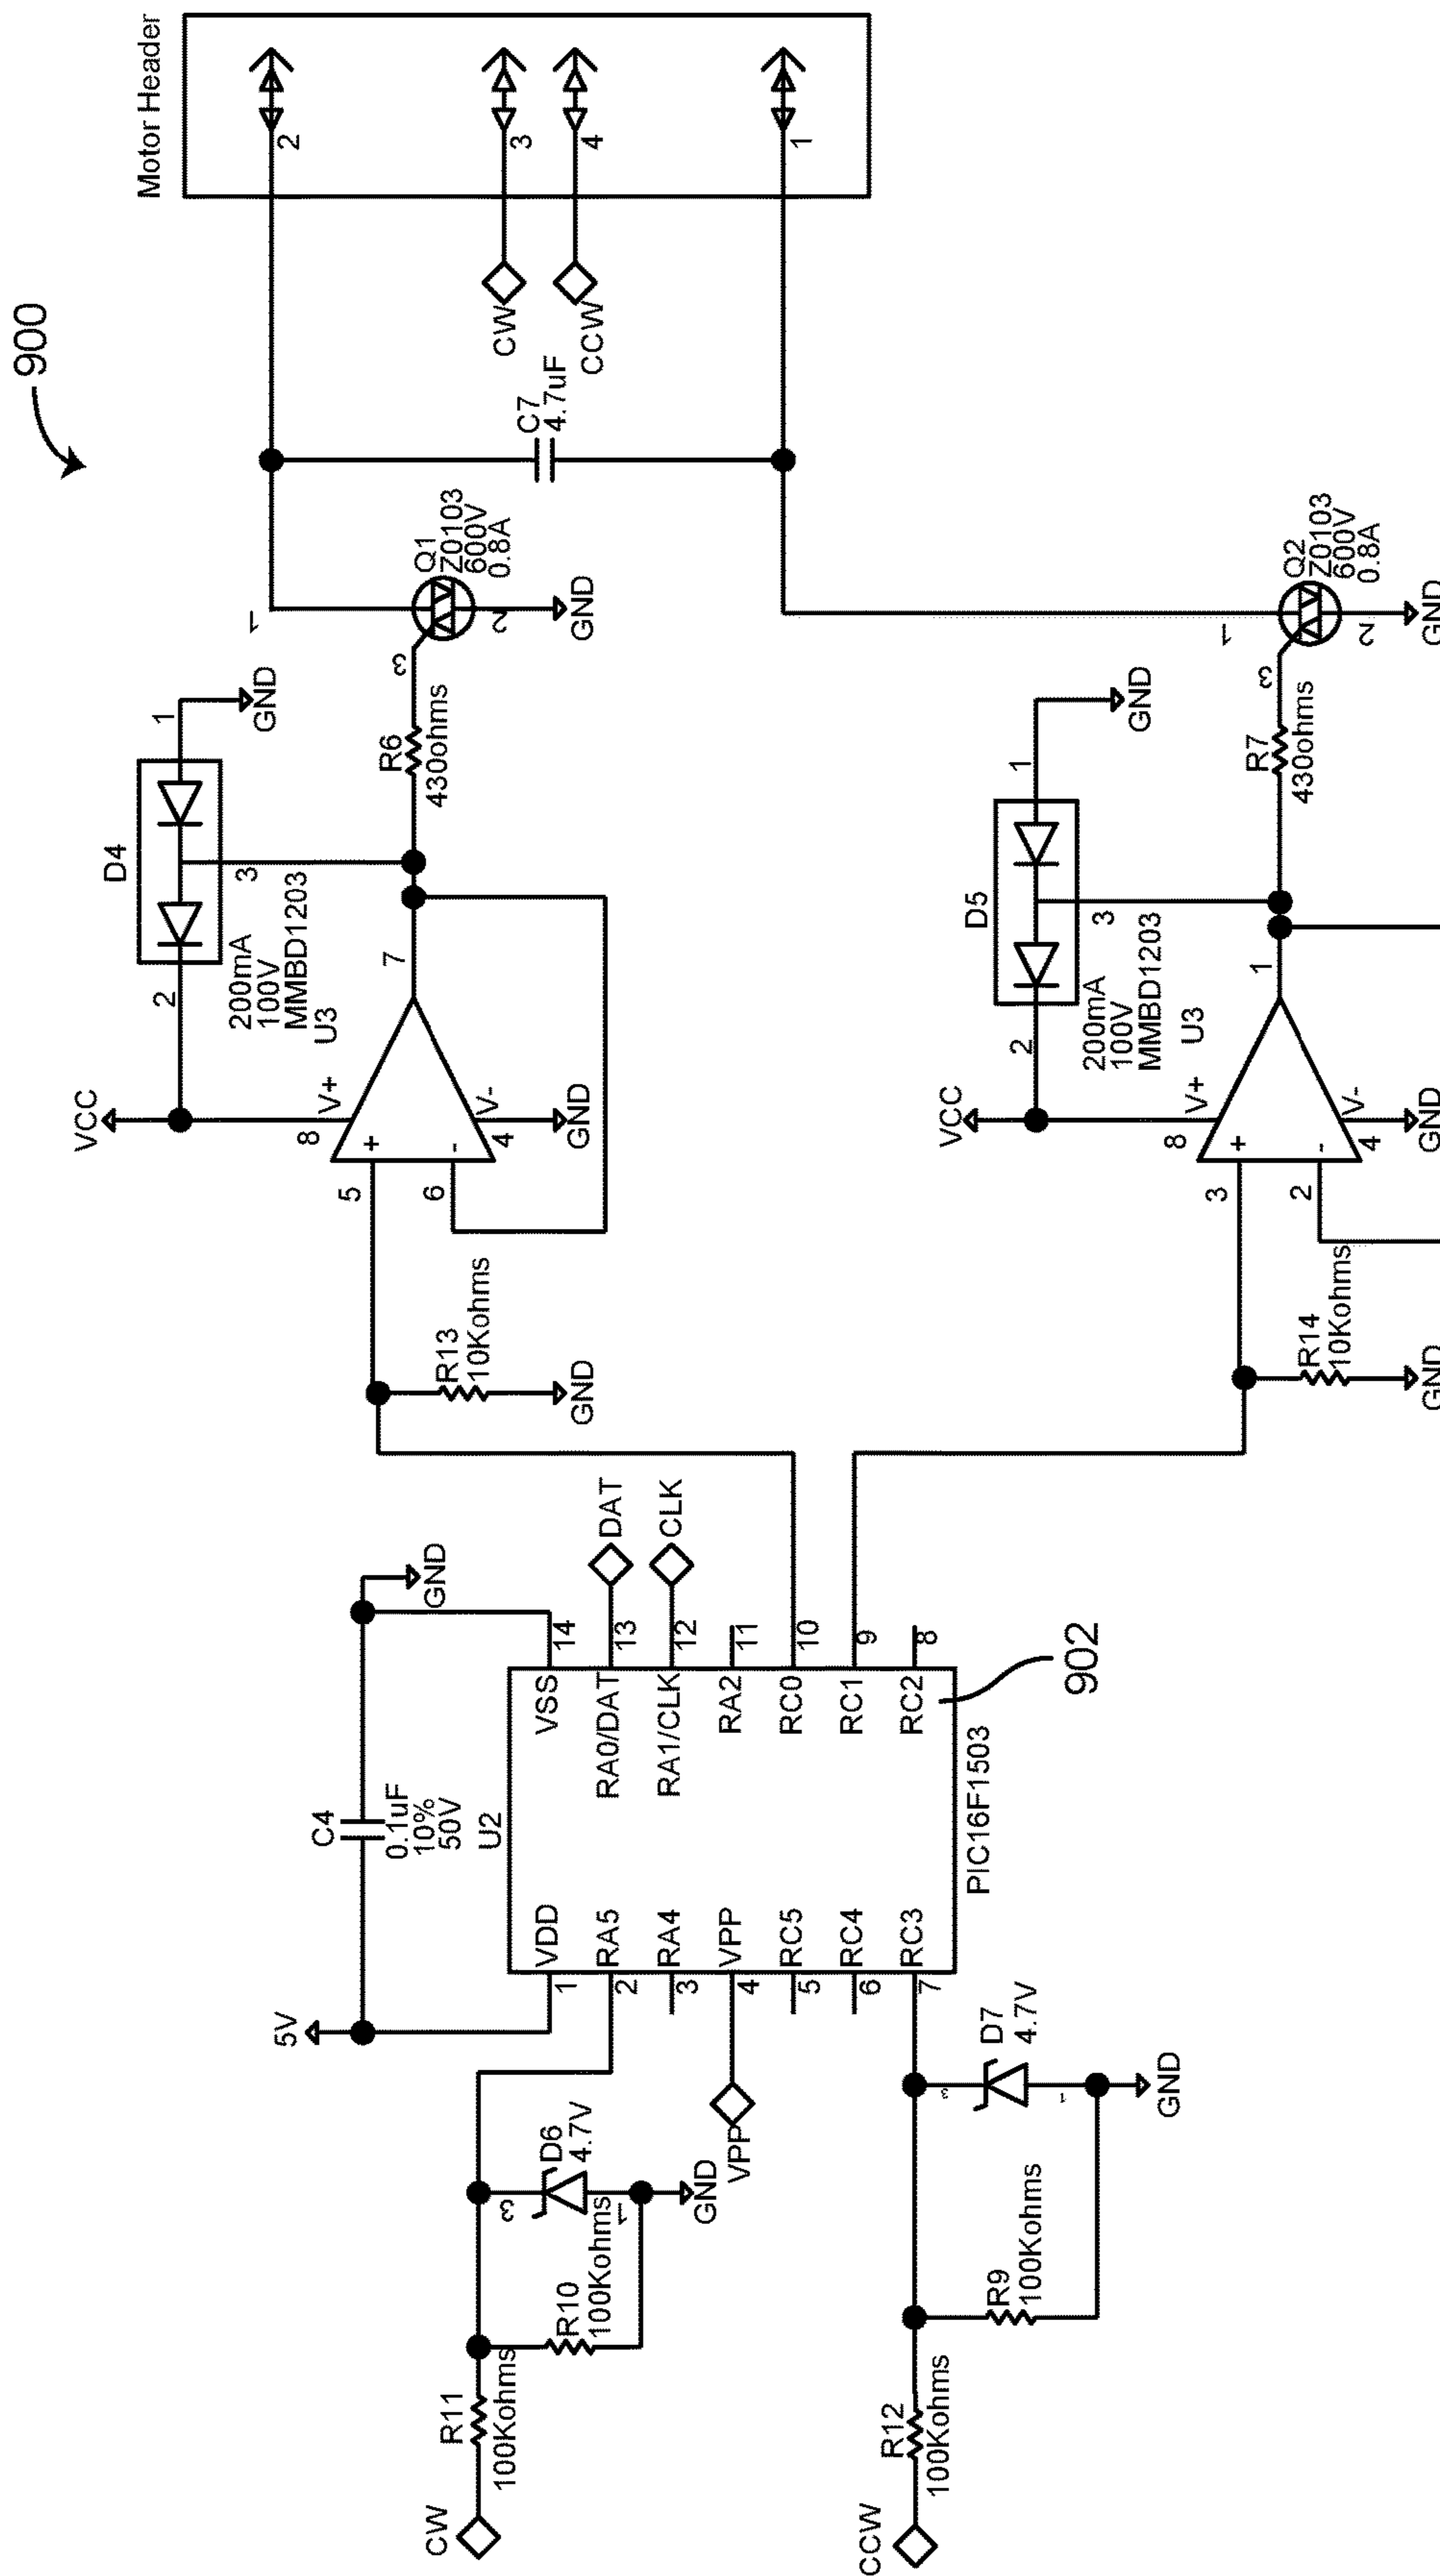 900
Motor Header
2
3
4
1
CW
CCW
C7
4.7uF
Q1
Z0103
600V
0.8A
1
2
3
GND
R6
430ohms
D4
1
GND
3
2
200mA
100V
MMBD1203
U3
VCC
8
V+
7
+
-
V-
4
GND
5
6
R13
10Kohms
GND
Q2
Z0103
600V
0.8A
1
2
3
GND
R7
430ohms
D5
1
GND
3
2
200mA
100V
MMBD1203
U3
VCC
8
V+
1
+
-
V-
4
GND
3
2
R14
10Kohms
GND
C4
0.1uF
10%
50V
GND
5V
U2
VDD
1
RA5
2
RA4
3
VPP
4
RC5
5
RC4
6
RC3
7
VSS
14
RA0/DAT
13
DAT
RA1/CLK
12
CLK
RA2
11
RC0
10
RC1
9
RC2
8
PIC16F1503
902
VPP
CW
R11
100Kohms
R10
100Kohms
D6
4.7V
3
1
GND
CCW
R12
100Kohms
R9
100Kohms
D7
4.7V
3
1
GND